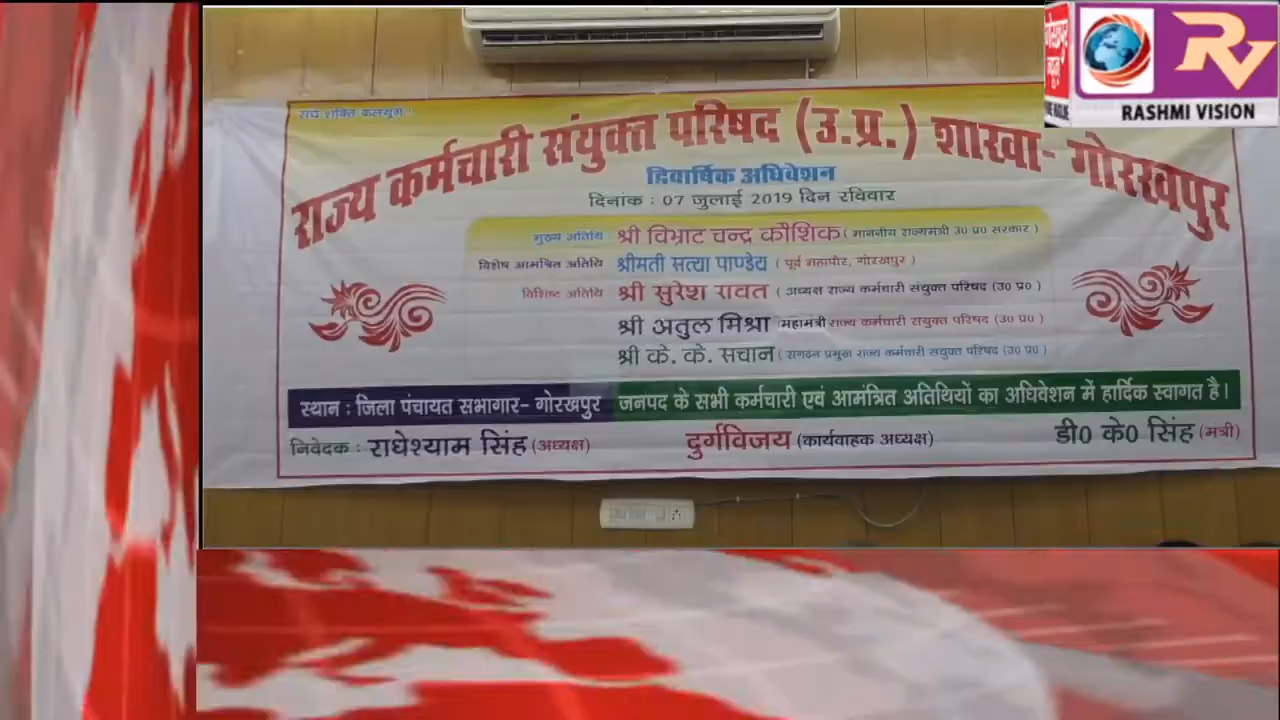 संघे शक्ति कलयुगे
राज्य कर्मचारी संयुक्त परिषद (उ.प्र.) शाखा- गोरखपुर
द्विवार्षिक अधिवेशन
दिनांक : 07 जुलाई 2019 दिन रविवार
मुख्य अतिथि श्री विभ्राट चन्द्र कौशिक ( माननीय राज्यमंत्री उ0 प्र0 सरकार )
विशेष आमंत्रित अतिथि श्रीमती सत्या पाण्डेय ( पूर्व महापौर, गोरखपुर )
विशिष्ट अतिथि श्री सुरेश रावत ( अध्यक्ष राज्य कर्मचारी संयुक्त परिषद (उ0 प्र0 )
श्री अतुल मिश्रा (महामंत्री राज्य कर्मचारी संयुक्त परिषद (उ0 प्र0 )
श्री के. के. सचान ( संगठन प्रमुख राज्य कर्मचारी संयुक्त परिषद (उ0 प्र0 )
स्थान : जिला पंचायत सभागार- गोरखपुर जनपद के सभी कर्मचारी एवं आमंत्रित अतिथियों का अधिवेशन में हार्दिक स्वागत है।
निवेदक : राधेश्याम सिंह (अध्यक्ष) दुर्गविजय (कार्यवाहक अध्यक्ष) डी0 के0 सिंह (मंत्री)
गोरखपुर न्यूज
RV
RASHMI VISION